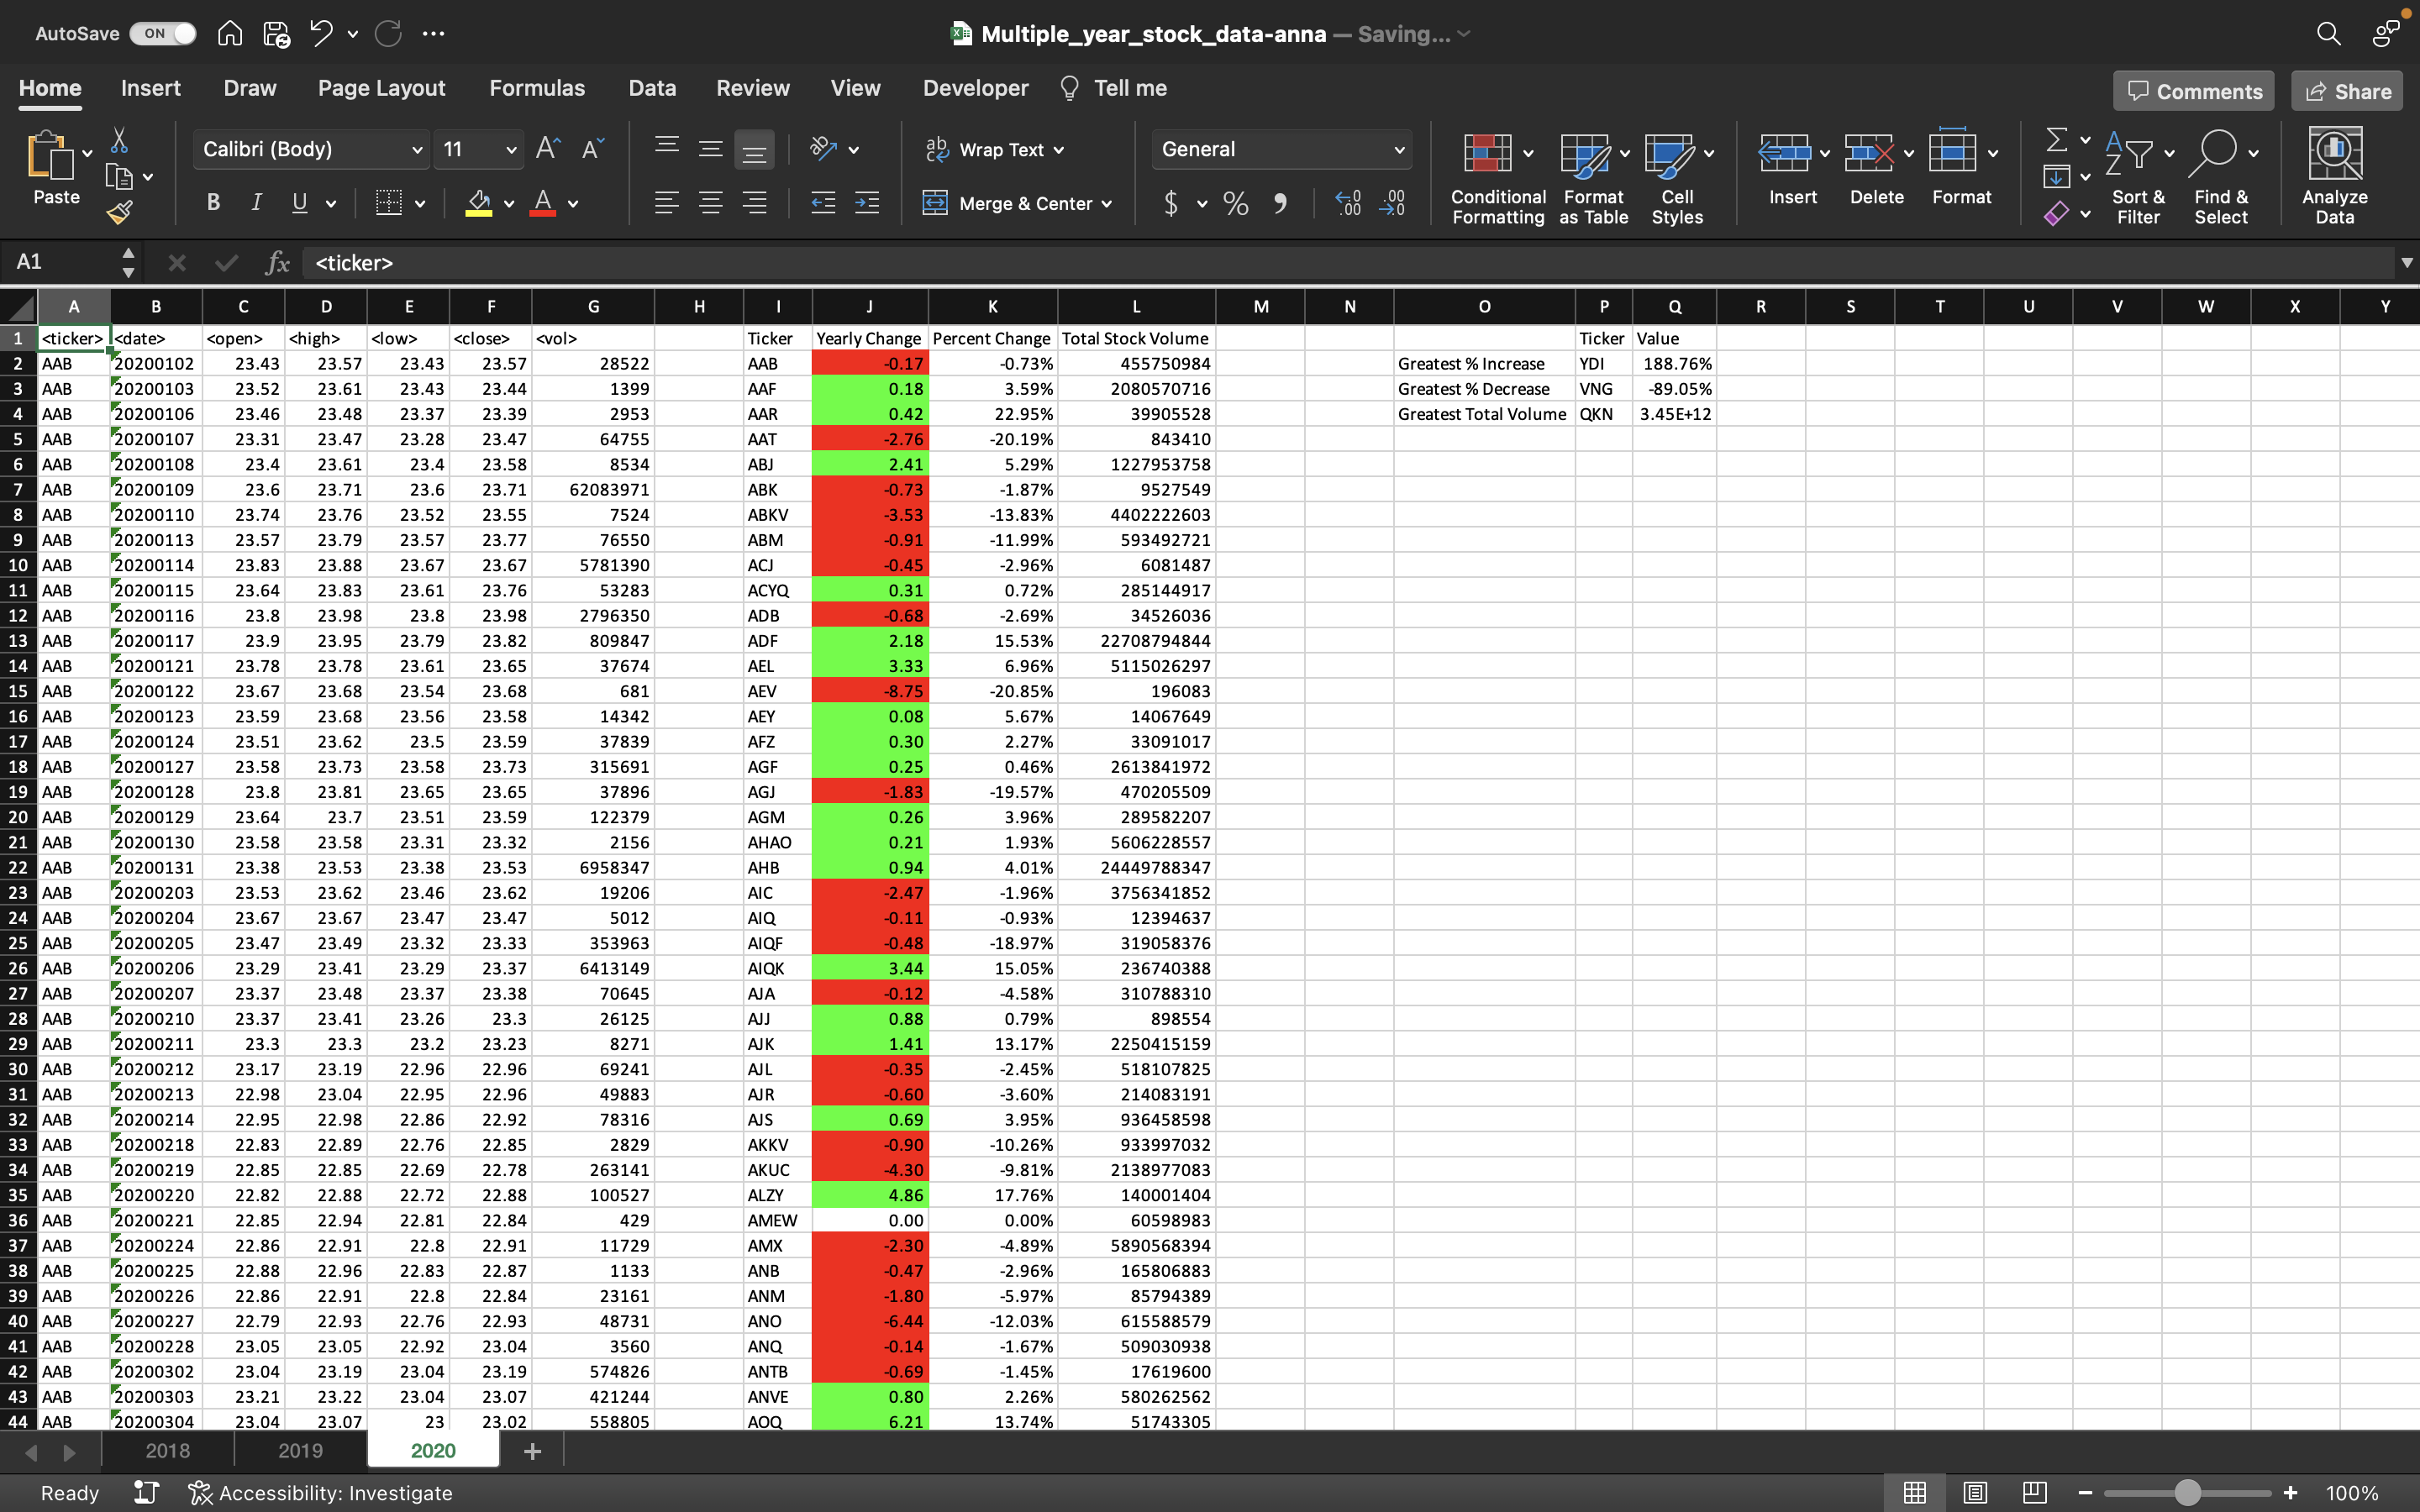 AutoSave ON Multiple_year_stock_data-anna — Saving...
Home Insert Draw Page Layout Formulas Data Review View Developer Tell me Comments Share
Paste Calibri (Body) 11 Wrap Text General Conditional Formatting Format as Table Cell Styles Insert Delete Format Sort & Filter Find & Select Analyze Data
B I U Merge & Center $ % 
A1 fx <ticker>
A B C D E F G H I J K L M N O P Q R S T U V W X Y
1 <ticker> <date> <open> <high> <low> <close> <vol> Ticker Yearly Change Percent Change Total Stock Volume Ticker Value
2 AAB 20200102 23.43 23.57 23.43 23.57 28522 AAB -0.17 -0.73% 455750984 Greatest % Increase YDI 188.76%
3 AAB 20200103 23.52 23.61 23.43 23.44 1399 AAF 0.18 3.59% 2080570716 Greatest % Decrease VNG -89.05%
4 AAB 20200106 23.46 23.48 23.37 23.39 2953 AAR 0.42 22.95% 39905528 Greatest Total Volume QKN 3.45E+12
5 AAB 20200107 23.31 23.47 23.28 23.47 64755 AAT -2.76 -20.19% 843410
6 AAB 20200108 23.4 23.61 23.4 23.58 8534 ABJ 2.41 5.29% 1227953758
7 AAB 20200109 23.6 23.71 23.6 23.71 62083971 ABK -0.73 -1.87% 9527549
8 AAB 20200110 23.74 23.76 23.52 23.55 7524 ABKV -3.53 -13.83% 4402222603
9 AAB 20200113 23.57 23.79 23.57 23.77 76550 ABM -0.91 -11.99% 593492721
10 AAB 20200114 23.83 23.88 23.67 23.67 5781390 ACJ -0.45 -2.96% 6081487
11 AAB 20200115 23.64 23.83 23.61 23.76 53283 ACYQ 0.31 0.72% 285144917
12 AAB 20200116 23.8 23.98 23.8 23.98 2796350 ADB -0.68 -2.69% 34526036
13 AAB 20200117 23.9 23.95 23.79 23.82 809847 ADF 2.18 15.53% 22708794844
14 AAB 20200121 23.78 23.78 23.61 23.65 37674 AEL 3.33 6.96% 5115026297
15 AAB 20200122 23.67 23.68 23.54 23.68 681 AEV -8.75 -20.85% 196083
16 AAB 20200123 23.59 23.68 23.56 23.58 14342 AEY 0.08 5.67% 14067649
17 AAB 20200124 23.51 23.62 23.5 23.59 37839 AFZ 0.30 2.27% 33091017
18 AAB 20200127 23.58 23.73 23.58 23.73 315691 AGF 0.25 0.46% 2613841972
19 AAB 20200128 23.8 23.81 23.65 23.65 37896 AGJ -1.83 -19.57% 470205509
20 AAB 20200129 23.64 23.7 23.51 23.59 122379 AGM 0.26 3.96% 289582207
21 AAB 20200130 23.58 23.58 23.31 23.32 2156 AHAO 0.21 1.93% 5606228557
22 AAB 20200131 23.38 23.53 23.38 23.53 6958347 AHB 0.94 4.01% 24449788347
23 AAB 20200203 23.53 23.62 23.46 23.62 19206 AIC -2.47 -1.96% 3756341852
24 AAB 20200204 23.67 23.67 23.47 23.47 5012 AIQ -0.11 -0.93% 12394637
25 AAB 20200205 23.47 23.49 23.32 23.33 353963 AIQF -0.48 -18.97% 319058376
26 AAB 20200206 23.29 23.41 23.29 23.37 6413149 AIQK 3.44 15.05% 236740388
27 AAB 20200207 23.37 23.48 23.37 23.38 70645 AJA -0.12 -4.58% 310788310
28 AAB 20200210 23.37 23.41 23.26 23.3 26125 AJJ 0.88 0.79% 898554
29 AAB 20200211 23.3 23.3 23.2 23.23 8271 AJK 1.41 13.17% 2250415159
30 AAB 20200212 23.17 23.19 22.96 22.96 69241 AJL -0.35 -2.45% 518107825
31 AAB 20200213 22.98 23.04 22.95 22.96 49883 AJR -0.60 -3.60% 214083191
32 AAB 20200214 22.95 22.98 22.86 22.92 78316 AJS 0.69 3.95% 936458598
33 AAB 20200218 22.83 22.89 22.76 22.85 2829 AKKV -0.90 -10.26% 933997032
34 AAB 20200219 22.85 22.85 22.69 22.78 263141 AKUC -4.30 -9.81% 2138977083
35 AAB 20200220 22.82 22.88 22.72 22.88 100527 ALZY 4.86 17.76% 140001404
36 AAB 20200221 22.85 22.94 22.81 22.84 429 AMEW 0.00 0.00% 60598983
37 AAB 20200224 22.86 22.91 22.8 22.91 11729 AMX -2.30 -4.89% 5890568394
38 AAB 20200225 22.88 22.96 22.83 22.87 1133 ANB -0.47 -2.96% 165806883
39 AAB 20200226 22.86 22.91 22.8 22.84 23161 ANM -1.80 -5.97% 85794389
40 AAB 20200227 22.79 22.93 22.76 22.93 48731 ANO -6.44 -12.03% 615588579
41 AAB 20200228 23.05 23.05 22.92 23.04 3560 ANQ -0.14 -1.67% 509030938
42 AAB 20200302 23.04 23.19 23.04 23.19 574826 ANTB -0.69 -1.45% 17619600
43 AAB 20200303 23.21 23.22 23.04 23.07 421244 ANVE 0.80 2.26% 580262562
44 AAB 20200304 23.04 23.07 23 23.02 558805 AOQ 6.21 13.74% 51743305
2018 2019 2020 +
Ready Accessibility: Investigate 100%